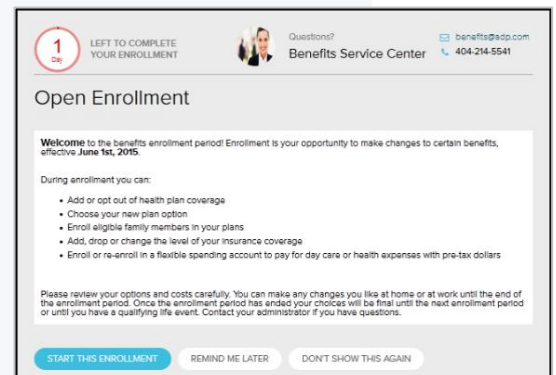 1
Day
LEFT TO COMPLETE
YOUR ENROLLMENT
Questions?
Benefits Service Center
benefits@adp.com
404-214-5541
Open Enrollment
Welcome to the benefits enrollment period! Enrollment is your opportunity to make changes to certain benefits,
effective June 1st, 2015.
During enrollment you can:
• Add or opt out of health plan coverage
• Choose your new plan option
• Enroll eligible family members in your plans
• Add, drop or change the level of your insurance coverage
• Enroll or re-enroll in a flexible spending account to pay for day care or health expenses with pre-tax dollars
Please review your options and costs carefully. You can make any changes you like at home or at work until the end of
the enrollment period. Once the enrollment period has ended your choices will be final until the next enrollment period
or until you have a qualifying life event. Contact your administrator if you have questions.
START THIS ENROLLMENT
REMIND ME LATER
DON'T SHOW THIS AGAIN